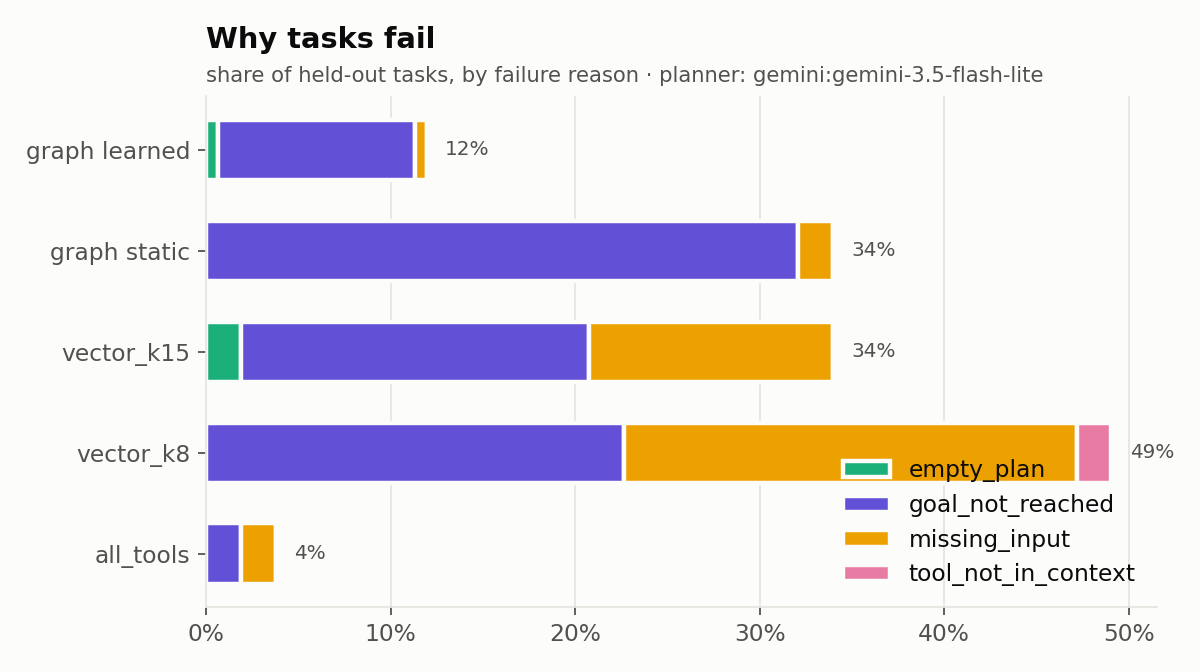 Why tasks fail
share of held-out tasks, by failure reason · planner: gemini:gemini-3.5-flash-lite
graph learned
12%
graph static
34%
vector_k15
34%
vector_k8
49%
empty_plan
goal_not_reached
all_tools
4%
missing_input
tool_not_in_context
0% 10% 20% 30% 40% 50%